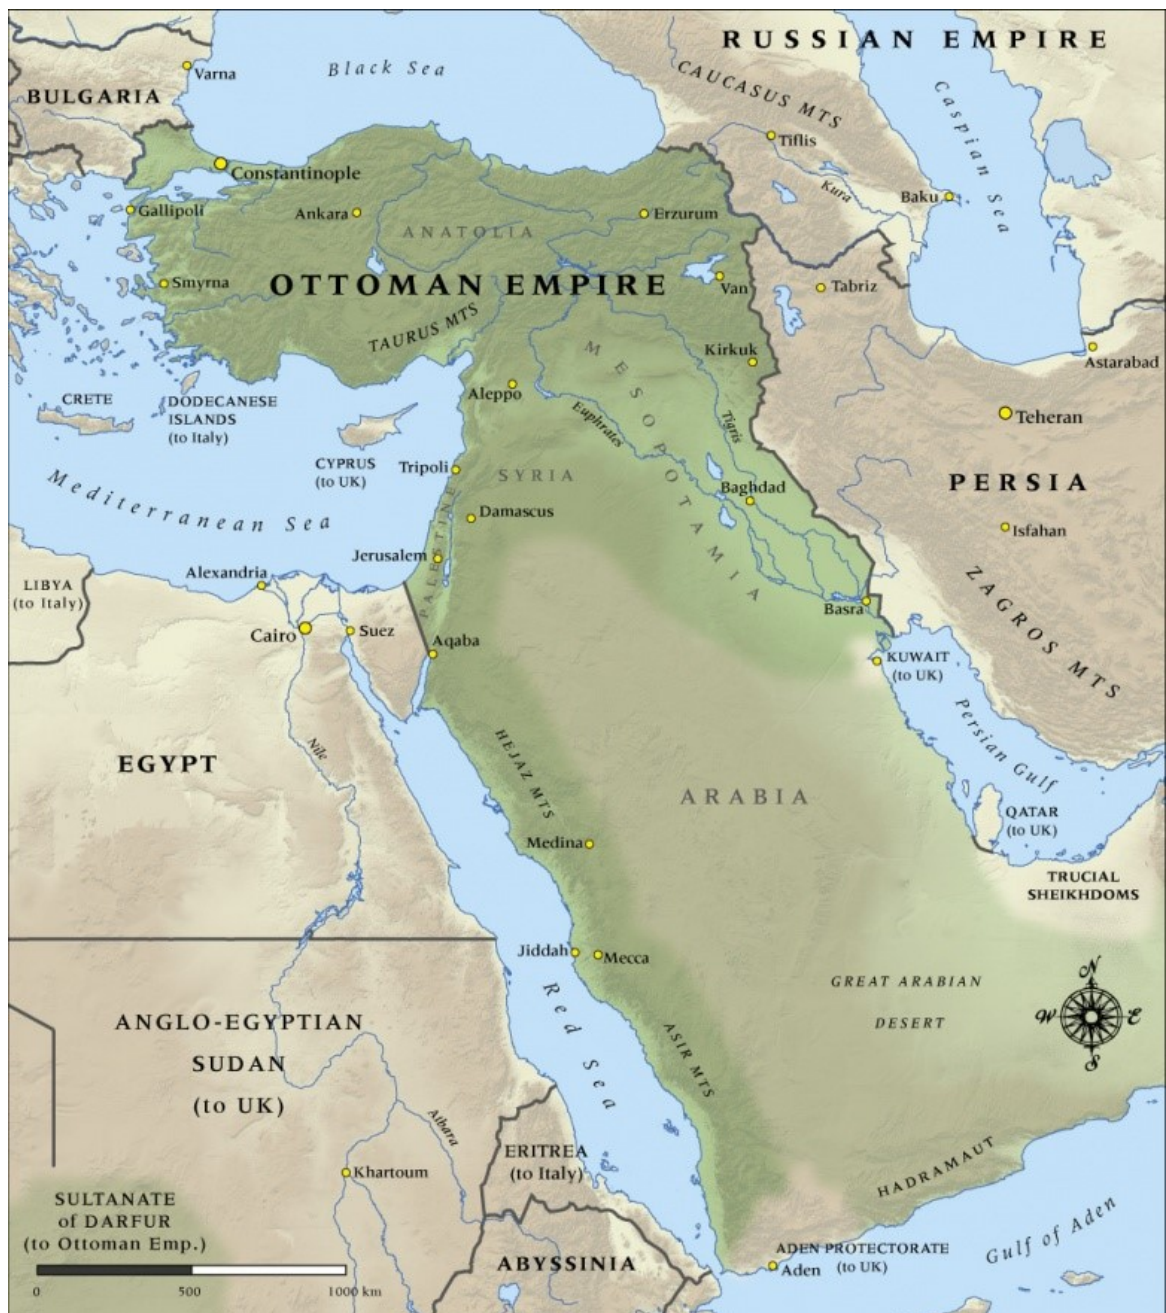 RUSSIAN EMPIRE
Black Sea
CAUCASUS MTS
Varna
BULGARIA
Caspian Sea
Tiflis
Constantinople
Kura
Baku
Gallipoli
Ankara
Erzurum
ANATOLIA
OTTOMAN EMPIRE
Smyrna
Van
Tabriz
TAURUS MTS
Kirkuk
Astarabad
MESOPOTAMIA
Aleppo
CRETE
DODECANESE
ISLANDS
(to Italy)
Euphrates
Tigris
Teheran
CYPRUS
(to UK)
Tripoli
SYRIA
PERSIA
Mediterranean Sea
Baghdad
Damascus
Isfahan
PALESTINE
Jerusalem
Alexandria
LIBYA
(to Italy)
ZAGROS MTS
Basra
Cairo
Suez
Aqaba
KUWAIT
(to UK)
Persian Gulf
HEJAZ MTS
Nile
EGYPT
ARABIA
QATAR
(to UK)
Medina
TRUCIAL
SHEIKHDOMS
Jiddah
Mecca
Red Sea
GREAT ARABIAN
DESERT
N
W
E
S
ANGLO-EGYPTIAN
SUDAN
(to UK)
ASIR MTS
Atbara
ERITREA
(to Italy)
HADRAMAUT
Khartoum
SULTANATE
of DARFUR
(to Ottoman Emp.)
Gulf of Aden
ABYSSINIA
ADEN PROTECTORATE
(to UK)
Aden
0
500
1000 km